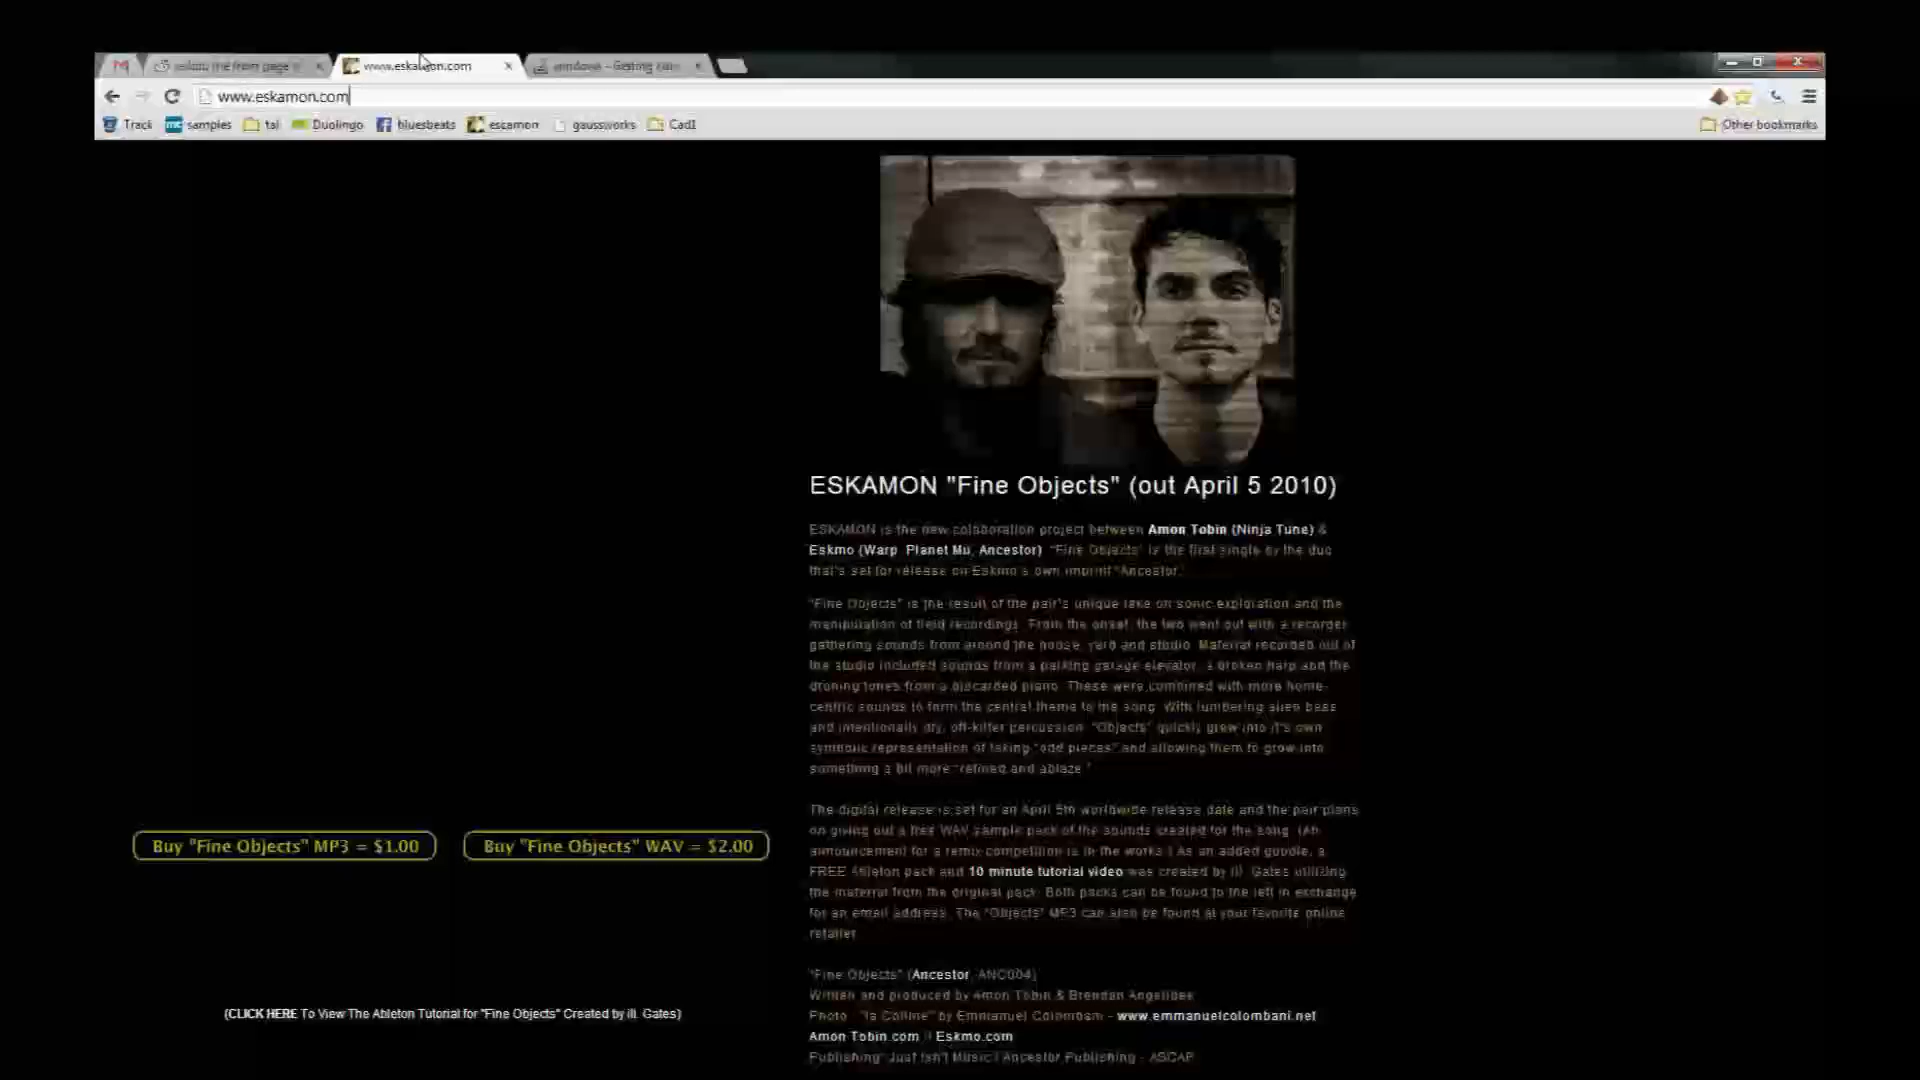 www.eskamon.com
www.eskamon.com
Track samples tal Duolingo bluesbeats escamon gaussworks CadI Other bookmarks
ESKAMON "Fine Objects" (out April 5 2010)
ESKAMON is the new colaboration project between Amon Tobin (Ninja Tune) &
Eskmo (Warp Planet Mu, Ancestor) "Fine Objects" is the first single by the duo
that's set for release on Eskmo's own imprint "Ancestor."
"Fine Objects" is the result of the pair's unique take on sonic exploration and the
manipulation of field recordings. From the onset, the two went out with a recorder
gathering sounds from around the house, yard and studio. Material recorded out of
the studio included sounds from a parking garage elevator, a broken harp and the
droning tones from a discarded piano. These were combined with more home-
centric sounds to form the central theme to the song. With lumbering alien bass
and intentionally dry, off-kilter percussion "Objects" quickly grew into it's own
symbolic representation of taking "odd pieces" and allowing them to grow into
something a bit more "refined and ablaze."
The digital release is set for an April 5th worldwide release date and the pair plans
on giving out a free WAV sample pack of the sounds created for the song. (An
announcement for a remix competition is in the works.) As an added goodie, a
FREE Ableton pack and 10 minute tutorial video was created by ill. Gates utilizing
the material from the original pack. Both packs can be found to the left in exchange
for an email address. The "Objects" MP3 can also be found at your favorite online
retailer
Buy "Fine Objects" MP3 = $1.00
Buy "Fine Objects" WAV = $2.00
(CLICK HERE To View The Ableton Tutorial for "Fine Objects" Created by ill. Gates)
"Fine Objects" (Ancestor, ANC004)
Written and produced by Amon Tobin & Brendan Angelides
Photo "la Colline" by Emmanuel Colombani - www.emmanuelcolombani.net
Amon Tobin.com | Eskmo.com
Publishing: Just Isn't Music | Ancestor Publishing - ASCAP